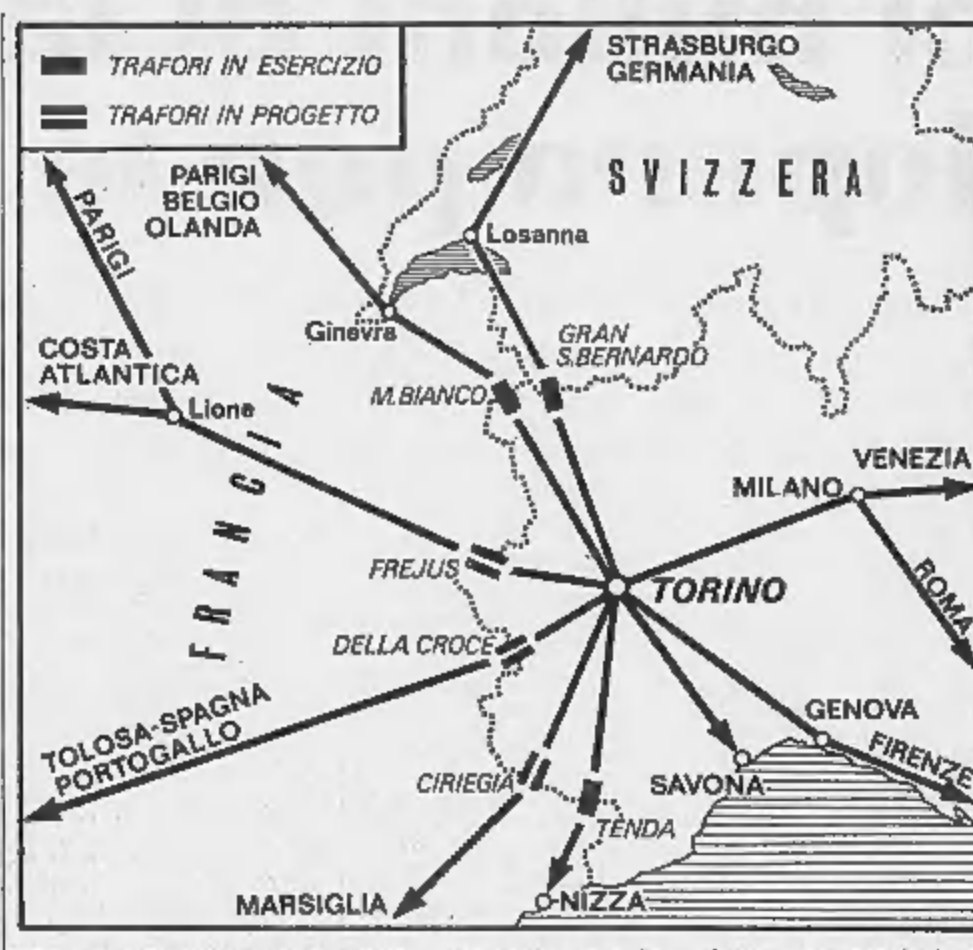 TRAFORI IN ESERCIZIO
TRAFORI IN PROGETTO
STRASBURGO
GERMANIA
PARIGI
PARIGI
BELGIO
OLANDA
SVIZZERA
Losanna
Ginevra
GRAN
S.BERNARDO
M.BIANCO
COSTA
ATLANTICA
Lione
FRANCIA
VENEZIA
MILANO
ROMA
FREJUS
TORINO
DELLA CROCE
TOLOSA-SPAGNA
PORTOGALLO
GENOVA
FIRENZE
CIRIEGIA
SAVONA
TENDA
MARSIGLIA
NIZZA